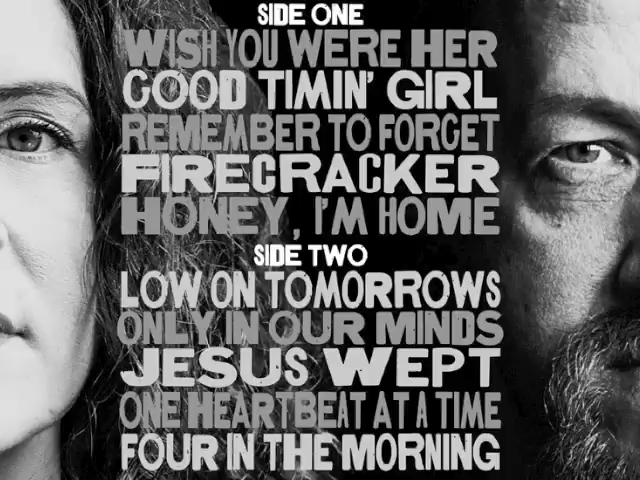 SIDE ONE
WISH YOU WERE HER
GOOD TIMIN' GIRL
REMEMBER TO FORGET
FIRECRACKER
HONEY, I'M HOME
SIDE TWO
LOW ON TOMORROWS
ONLY IN OUR MINDS
JESUS WEPT
ONE HEARTBEAT AT A TIME
FOUR IN THE MORNING